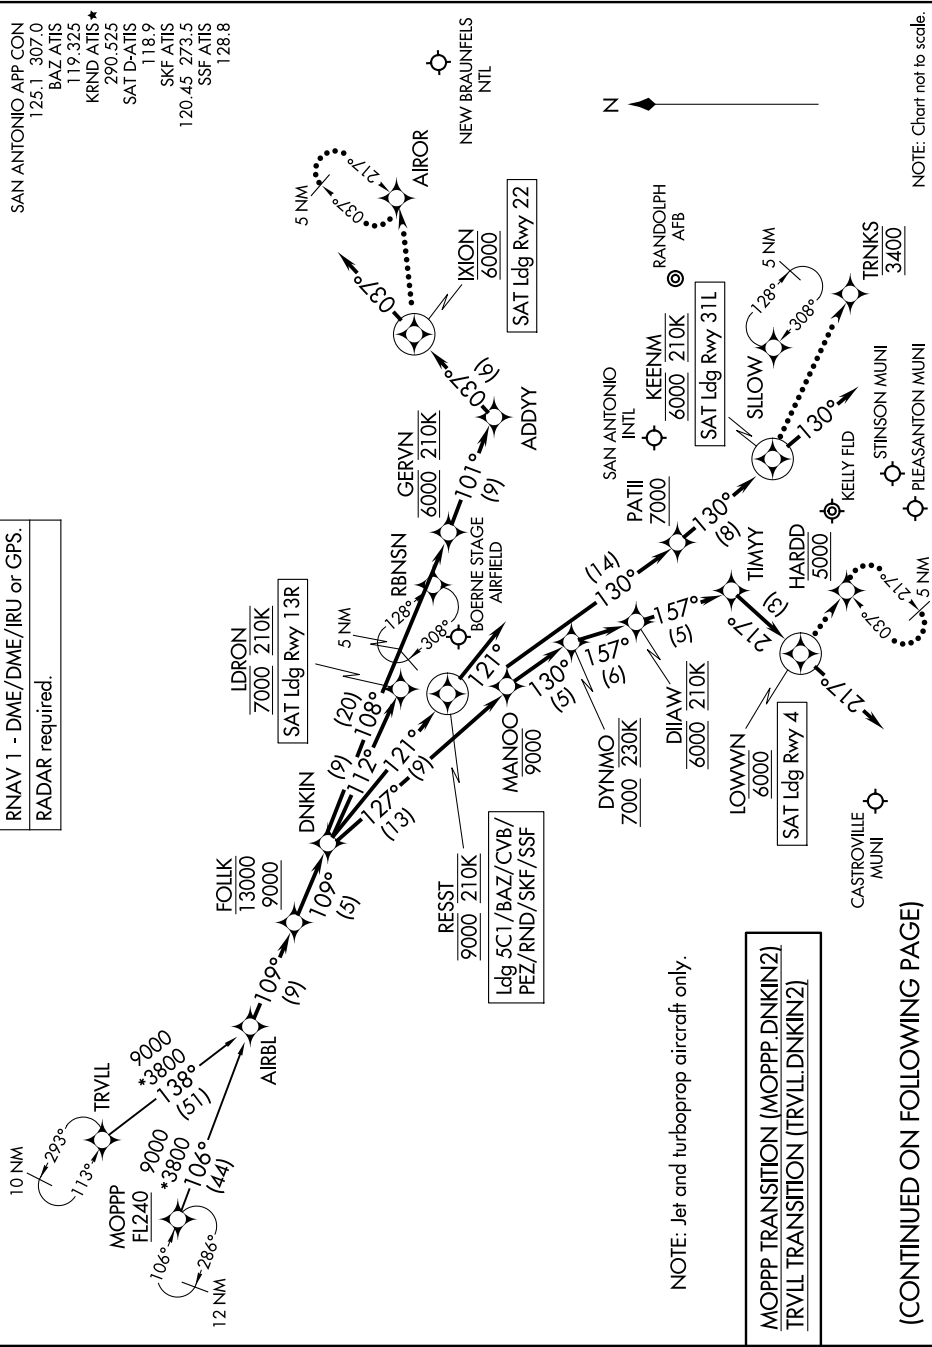 RNAV 1 - DME/DME/IRU or GPS.
RADAR required.
SAN ANTONIO APP CON
125.1 307.0
BAZ ATIS
119.325
KRND ATIS★
290.525
SAT D-ATIS
118.9
SKF ATIS
120.45 273.5
SSF ATIS
128.8
10 NM
293°
113°
TRVLL
9000
*3800
138°
(51)
MOPPP
FL240
9000
*3800
106°
(44)
106°
286°
12 NM
AIRBL
109°
(9)
FOLLK
13000
9000
109°
(5)
DNKIN
(20)
108°
(9)
112°
121°
(9)
127°
(13)
LDRON
7000 210K
SAT Ldg Rwy 13R
5 NM
128°
308°
RBNSN
GERVN
6000 210K
101°
(9)
ADDYY
037°
(6)
037°
IXION
6000
SAT Ldg Rwy 22
5 NM
037°
217°
AIROR
NEW BRAUNFELS
NTL
BOERNE STAGE
AIRFIELD
RESST
9000 210K
Ldg 5C1/BAZ/CVB/
PEZ/RND/SKF/SSF
121°
MANOO
9000
130°
(14)
130°
(5)
DYNMO
7000 230K
157°
(6)
DIIAW
6000 210K
157°
(5)
TIMYY
217°
(3)
LOWWN
6000
SAT Ldg Rwy 4
217°
HARDD
5000
037°
217°
5 NM
PATII
7000
130°
(8)
KEENM
6000 210K
SAT Ldg Rwy 31L
130°
SLLOW
128°
308°
5 NM
TRNKS
3400
SAN ANTONIO
INTL
RANDOLPH
AFB
KELLY FLD
STINSON MUNI
PLEASANTON MUNI
CASTROVILLE
MUNI
N
NOTE: Chart not to scale.
NOTE: Jet and turboprop aircraft only.
MOPPP TRANSITION (MOPPP.DNKIN2)
TRVLL TRANSITION (TRVLL.DNKIN2)
(CONTINUED ON FOLLOWING PAGE)